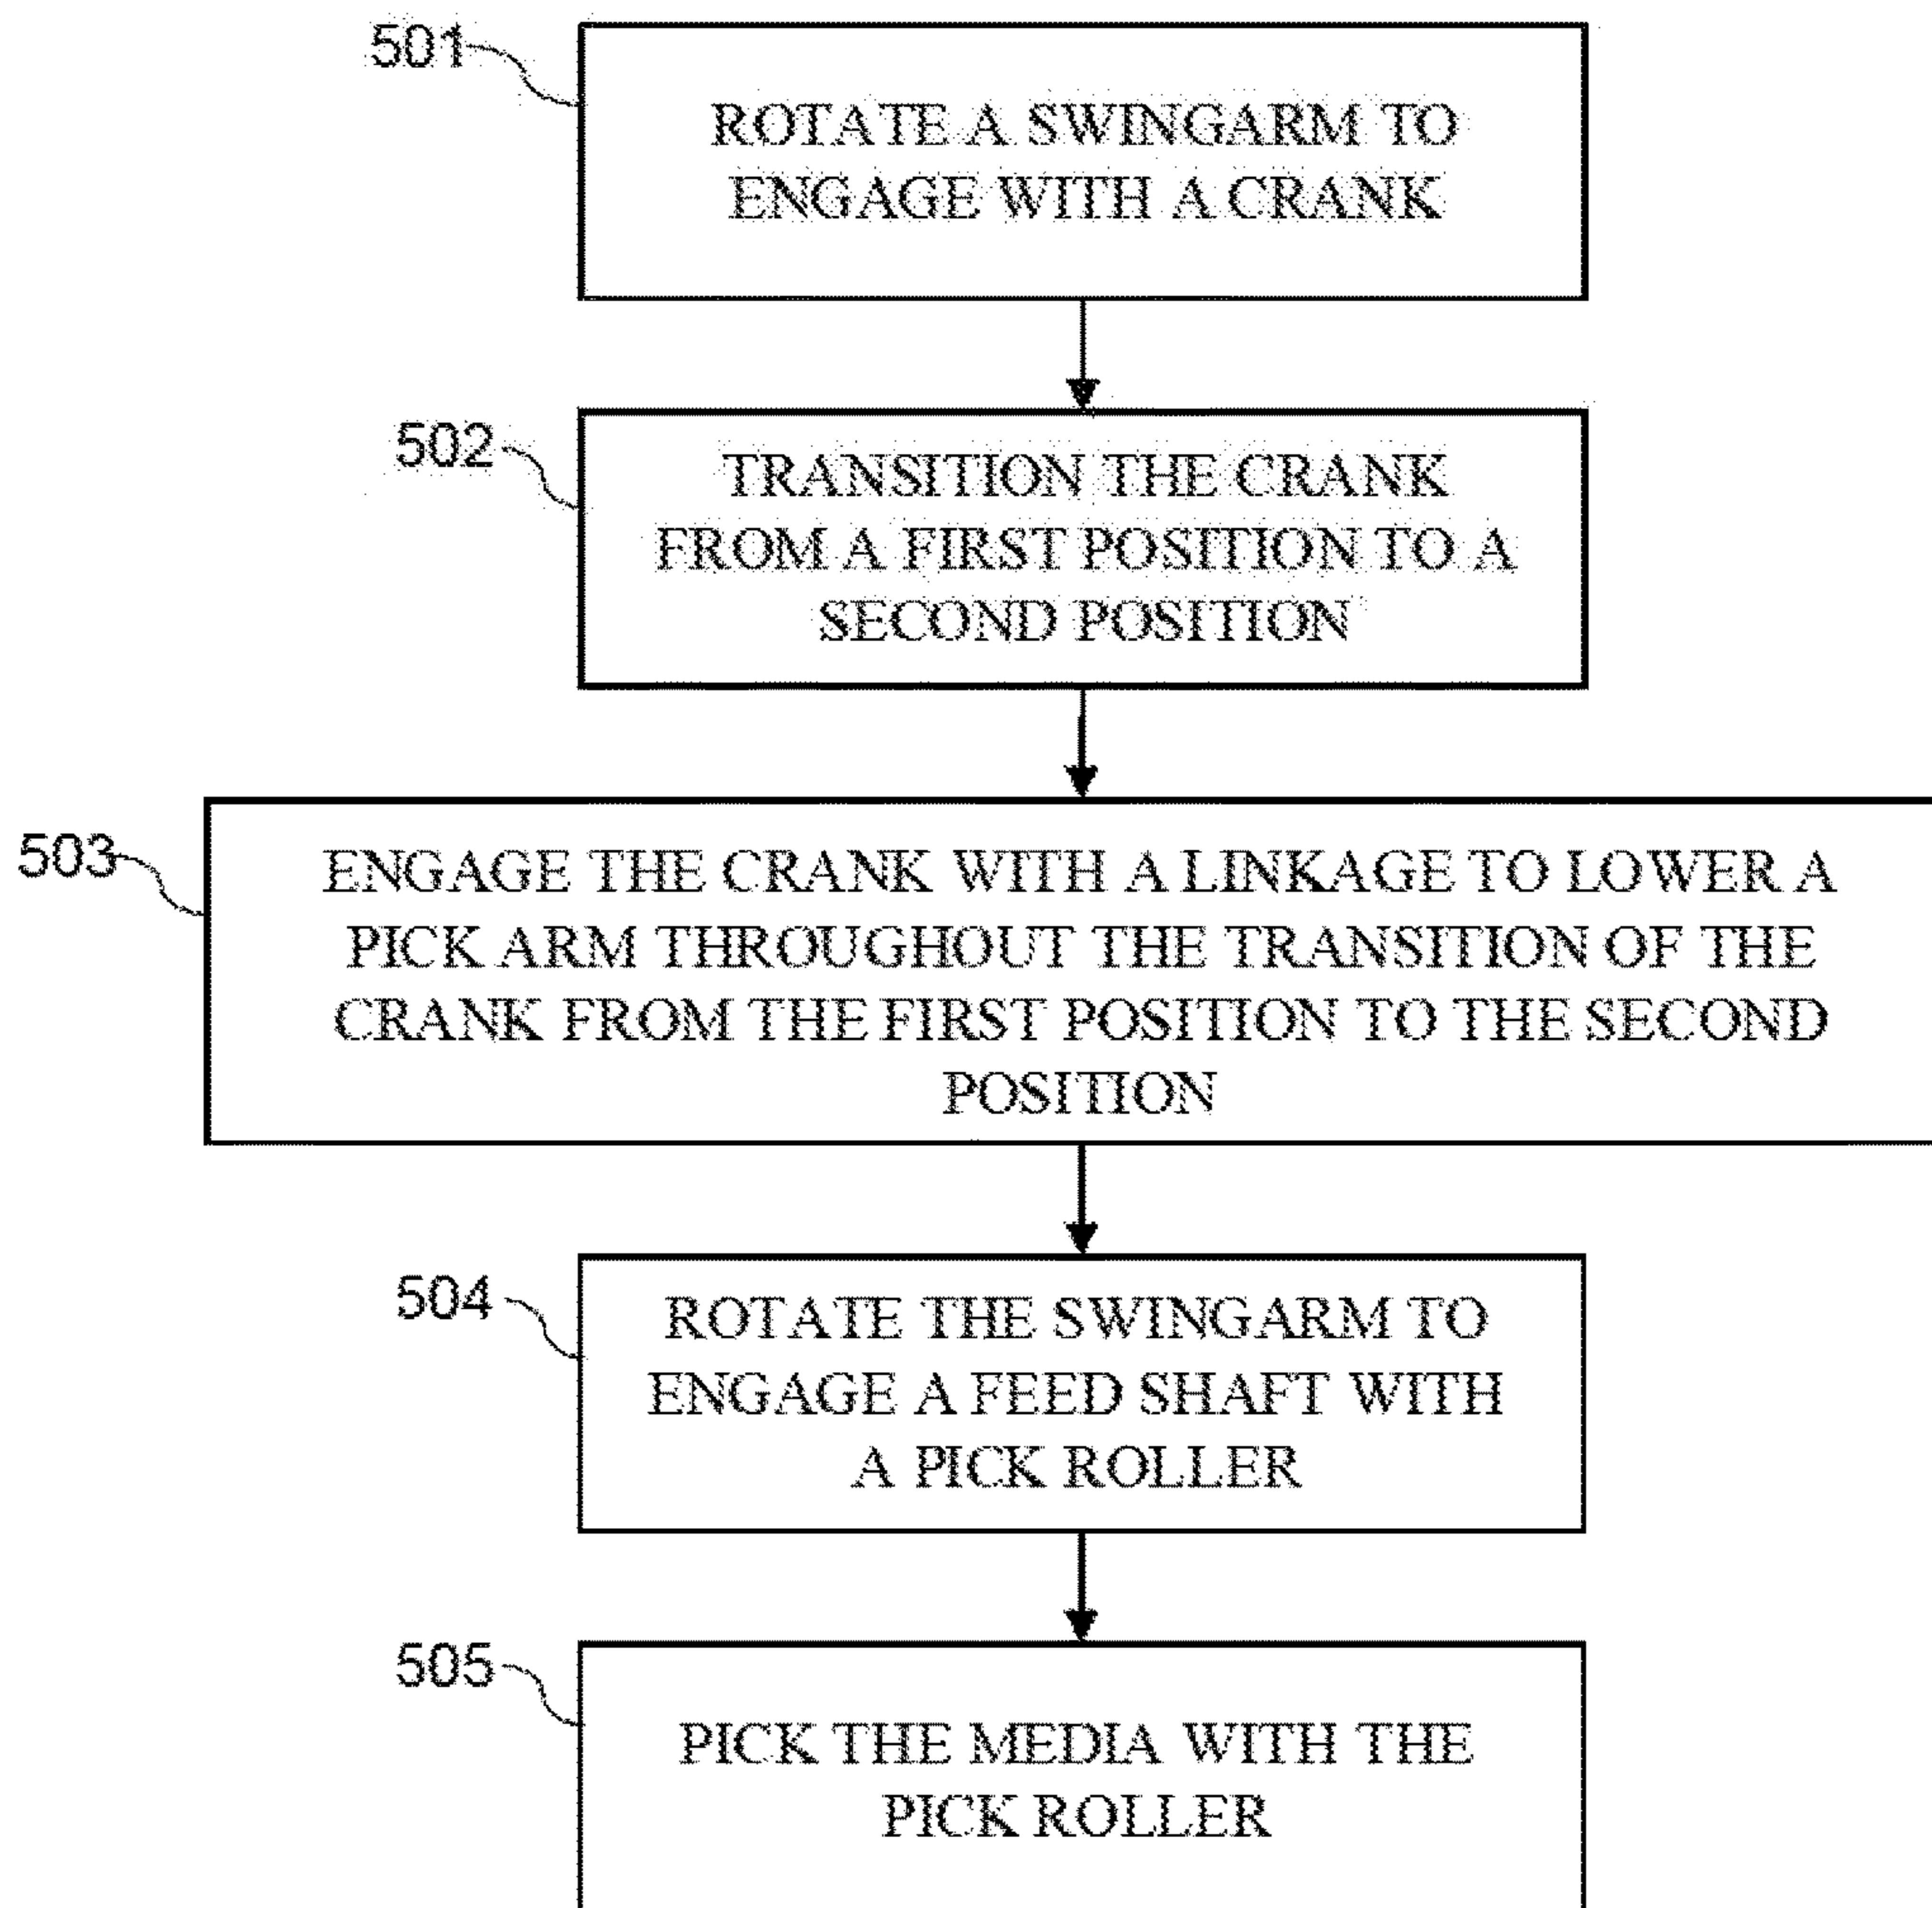 501
ROTATE A SWINGARM TO
ENGAGE WITH A CRANK
502
TRANSITION THE CRANK
FROM A FIRST POSITION TO A
SECOND POSITION
503
ENGAGE THE CRANK WITH A LINKAGE TO LOWER A
PICK ARM THROUGHOUT THE TRANSITION OF THE
CRANK FROM THE FIRST POSITION TO THE SECOND
POSITION
504
ROTATE THE SWINGARM TO
ENGAGE A FEED SHAFT WITH
A PICK ROLLER
505
PICK THE MEDIA WITH THE
PICK ROLLER